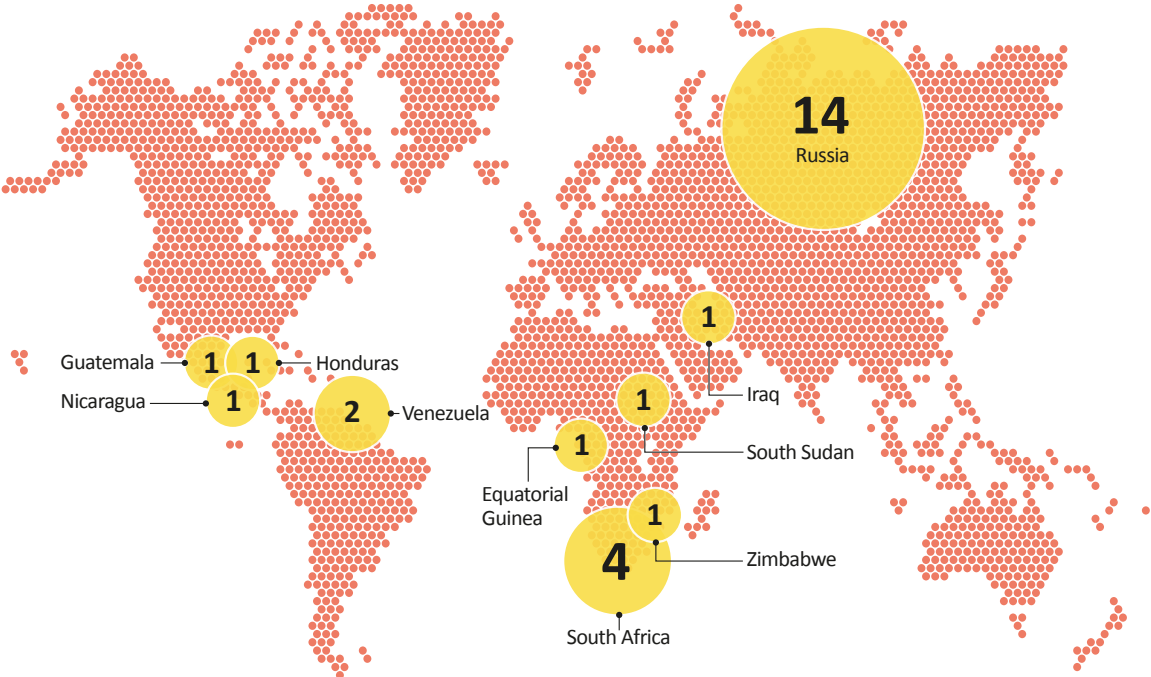 14
Russia
1
Iraq
Guatemala
1
1
Honduras
Nicaragua
1
2
Venezuela
1
South Sudan
1
Equatorial
Guinea
1
Zimbabwe
4
South Africa